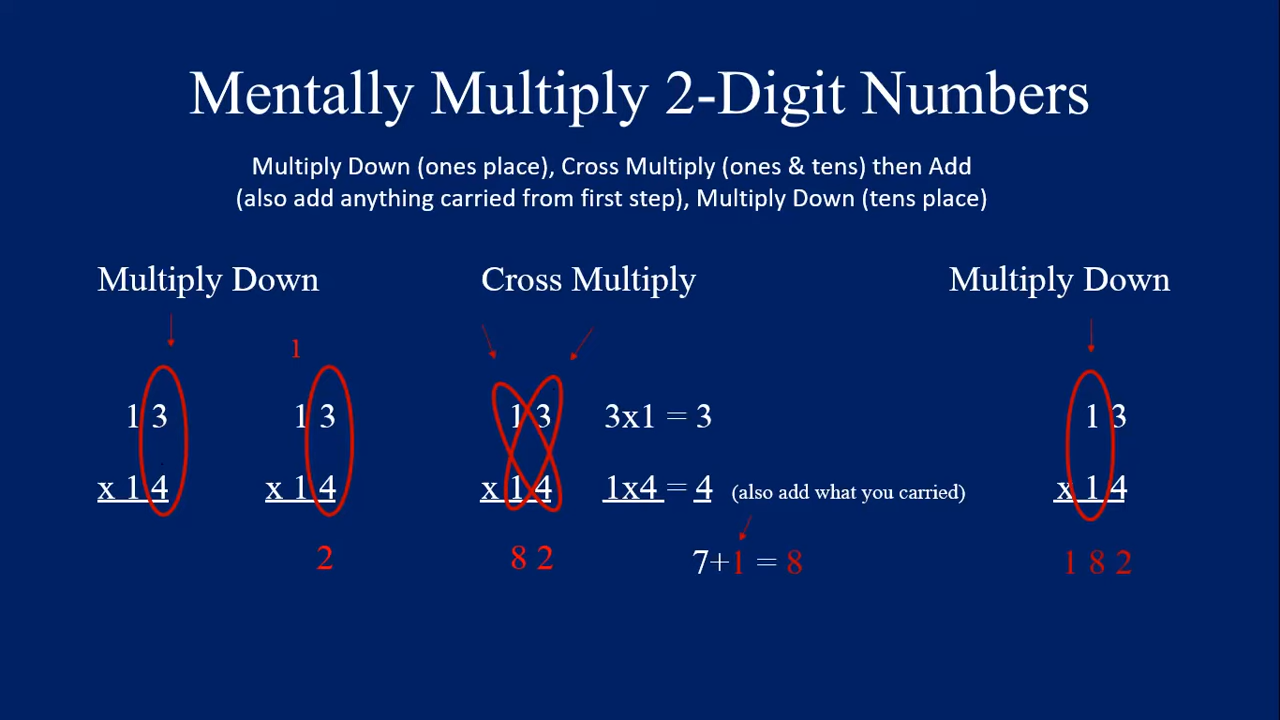 Mentally Multiply 2-Digit Numbers
Multiply Down (ones place), Cross Multiply (ones & tens) then Add
(also add anything carried from first step), Multiply Down (tens place)
Multiply Down
1 3
x 1 4
1
1 3
x 1 4
2
Cross Multiply
1 3
x 1 4
8 2
3x1 = 3
1x4 = 4 (also add what you carried)
7+1 = 8
Multiply Down
1 3
x 1 4
1 8 2